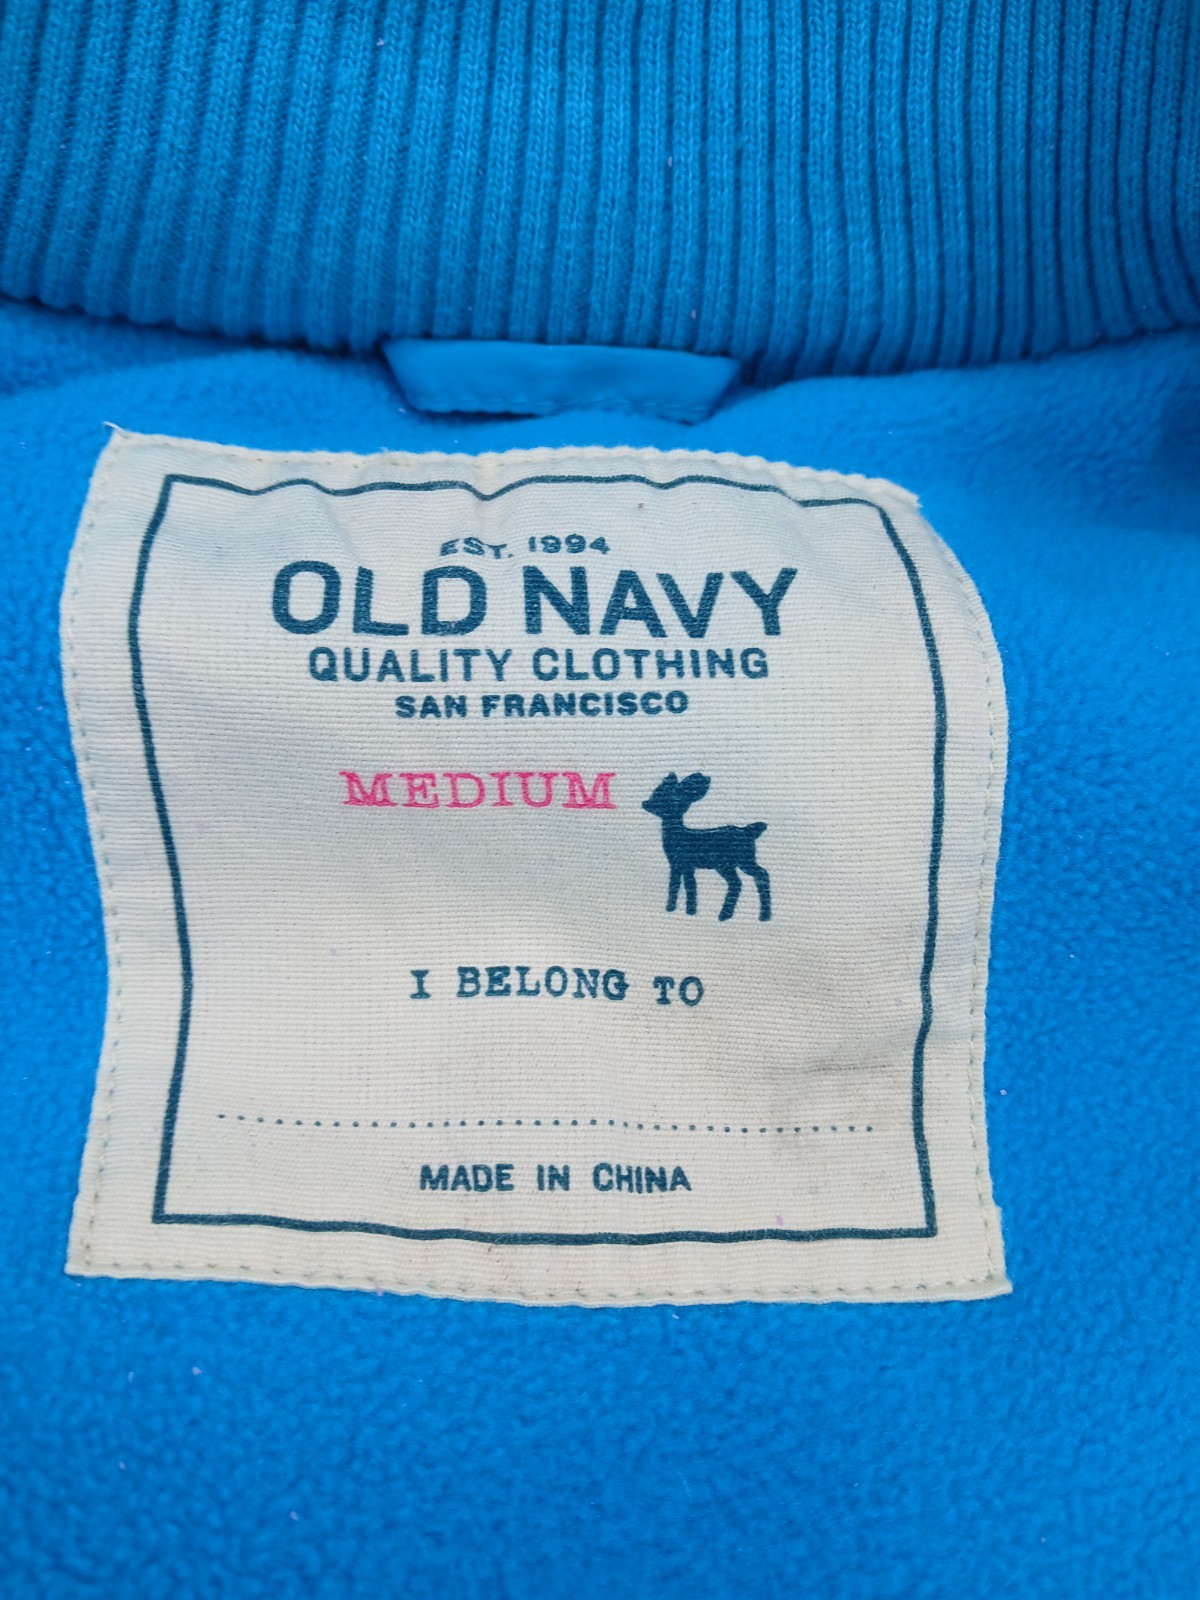 EST. 1994
OLD NAVY
QUALITY CLOTHING
SAN FRANCISCO
MEDIUM
I BELONG TO
MADE IN CHINA